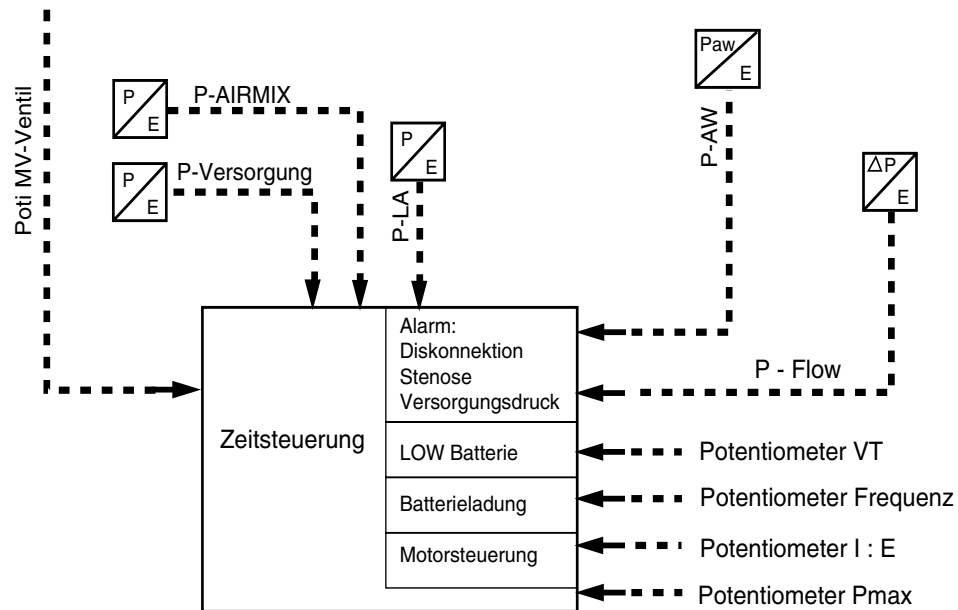 Poti MV-Ventil
P
E
P-AIRMIX
P
E
P-Versorgung
P
E
P-LA
Paw
E
P-AW
ΔP
E
P - Flow
Zeitsteuerung
Alarm:
Diskonnektion
Stenose
Versorgungsdruck
LOW Batterie
Batterieladung
Motorsteuerung
Potentiometer VT
Potentiometer Frequenz
Potentiometer I : E
Potentiometer Pmax